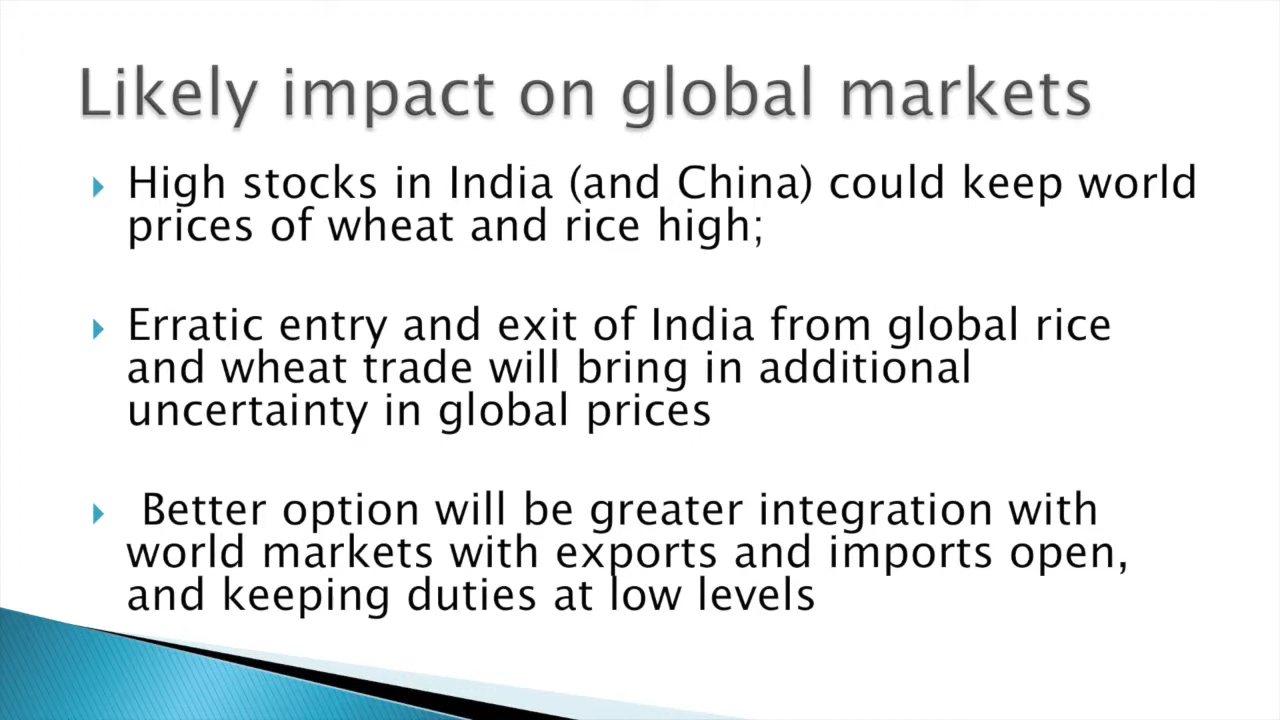 Likely impact on global markets
High stocks in India (and China) could keep world
prices of wheat and rice high;
Erratic entry and exit of India from global rice
and wheat trade will bring in additional
uncertainty in global prices
Better option will be greater integration with
world markets with exports and imports open,
and keeping duties at low levels